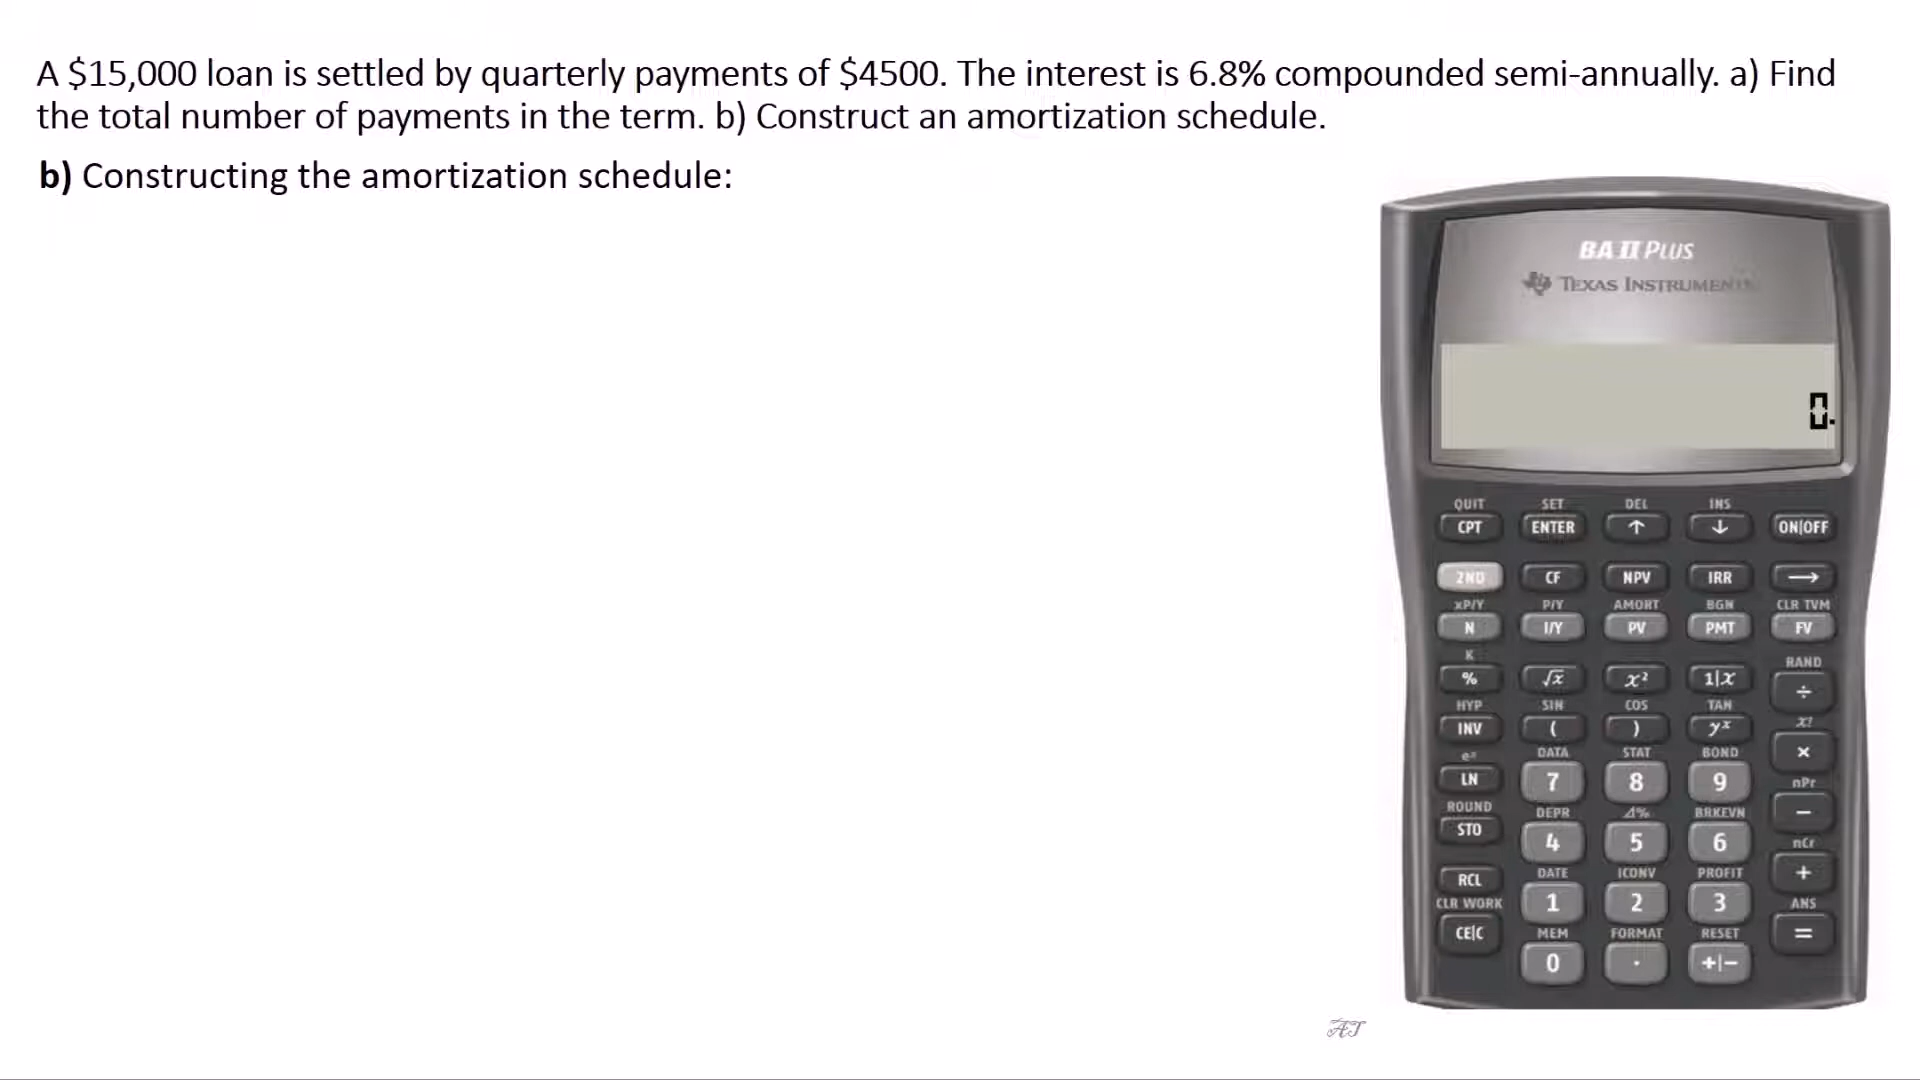 A $15,000 loan is settled by quarterly payments of $4500. The interest is 6.8% compounded semi-annually. a) Find
the total number of payments in the term. b) Construct an amortization schedule.
b) Constructing the amortization schedule:
BA II PLUS
TEXAS INSTRUMENTS
0.
QUIT SET DEL INS
CPT ENTER ↑ ↓ ON|OFF
2ND CF NPV IRR →
xP/Y P/Y AMORT BGN CLR TVM
N I/Y PV PMT FV
K RAND
% √x x² 1|x ÷
HYP SIN COS TAN x!
INV ( ) yˣ ×
eˣ DATA STAT BOND nPr
LN 7 8 9 −
ROUND DEPR Δ% BRKEVN nCr
STO 4 5 6 +
DATE ICONV PROFIT ANS
RCL 1 2 3 =
CLR WORK MEM FORMAT RESET
CE|C 0 . +|−
AJ